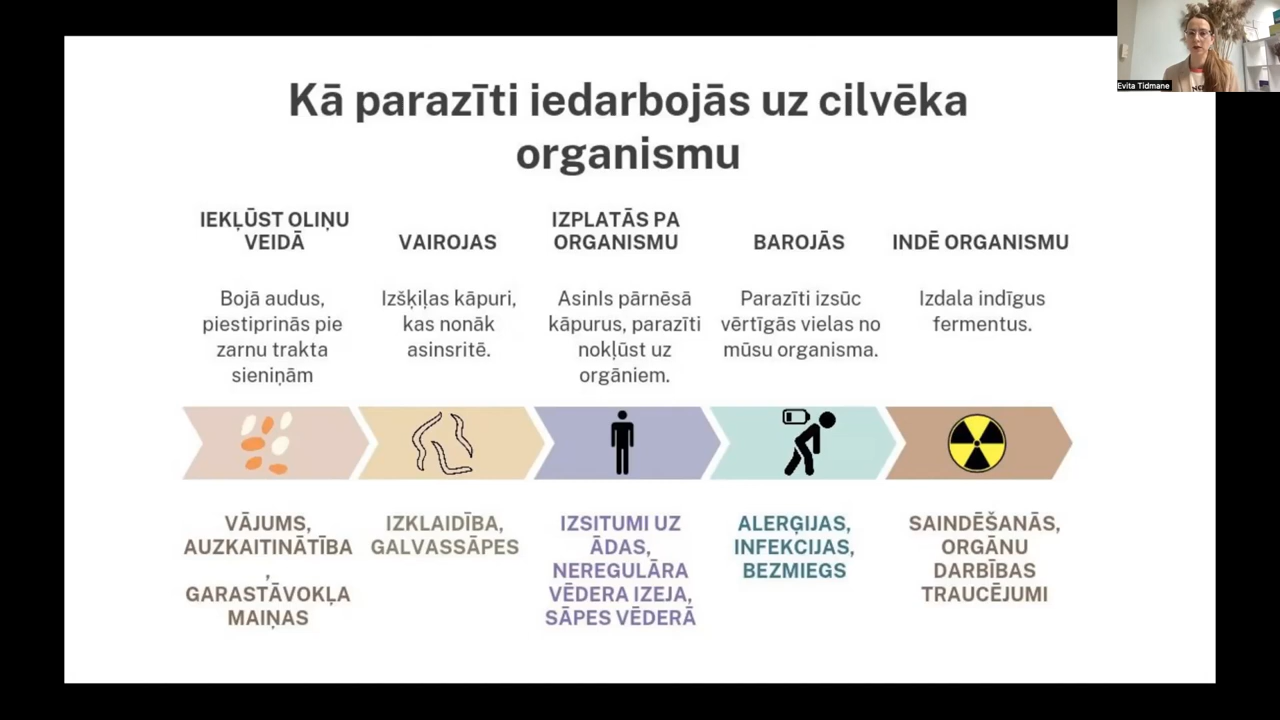 Evita Tidmane
Kā parazīti iedarbojās uz cilvēka
organismu
IEKĻŪST OLIŅU
VEIDĀ
Bojā audus,
piestiprinās pie
zarnu trakta
sieniņām
VAIROJAS
Izšķiļas kāpuri,
kas nonāk
asinsritē.
IZPLATĀS PA
ORGANISMU
AsinIs pārnēsā
kāpurus, parazīti
nokļūst uz
orgāniem.
BAROJĀS
Parazīti izsūc
vērtīgās vielas no
mūsu organisma.
INDĒ ORGANISMU
Izdala indīgus
fermentus.
VĀJUMS,
AUZKAITINĀTĪBA
,
GARASTĀVOKĻA
MAIŅAS
IZKLAIDĪBA,
GALVASSĀPES
IZSITUMI UZ
ĀDAS,
NEREGULĀRA
VĒDERA IZEJA,
SĀPES VĒDERĀ
ALERĢIJAS,
INFEKCIJAS,
BEZMIEGS
SAINDĒŠANĀS,
ORGĀNU
DARBĪBAS
TRAUCĒJUMI